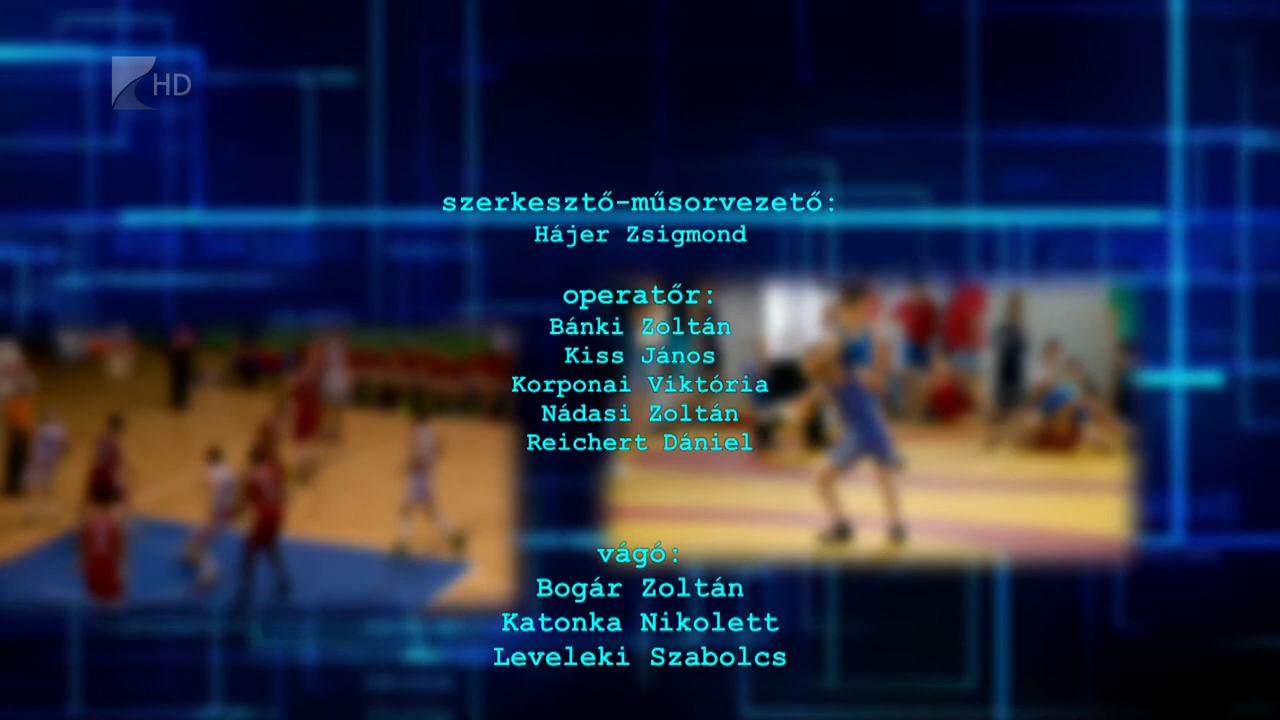 HD
szerkesztő-műsorvezető:
Hájer Zsigmond
operatőr:
Bánki Zoltán
Kiss János
Korponai Viktória
Nádasi Zoltán
Reichert Dániel
vágó:
Bogár Zoltán
Katonka Nikolett
Leveleki Szabolcs